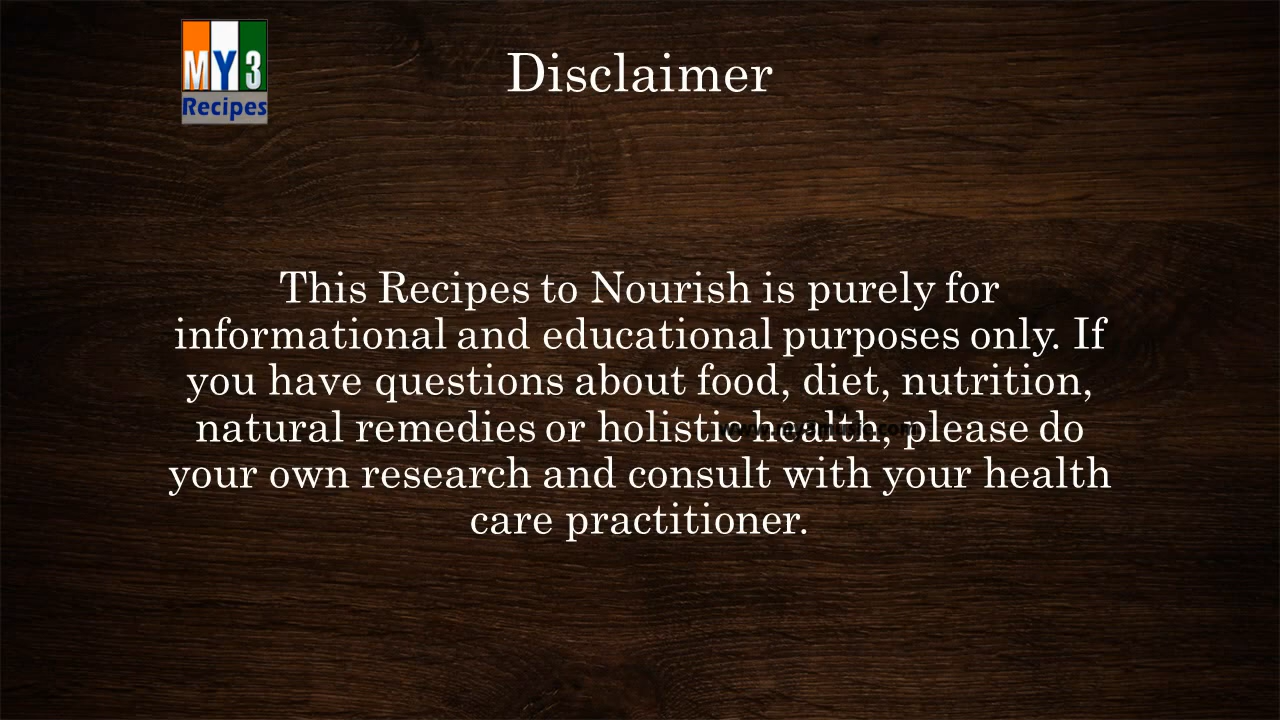 MY3
Recipes
Disclaimer
This Recipes to Nourish is purely for
informational and educational purposes only. If
you have questions about food, diet, nutrition,
natural remedies or holistic health, please do
your own research and consult with your health
care practitioner.